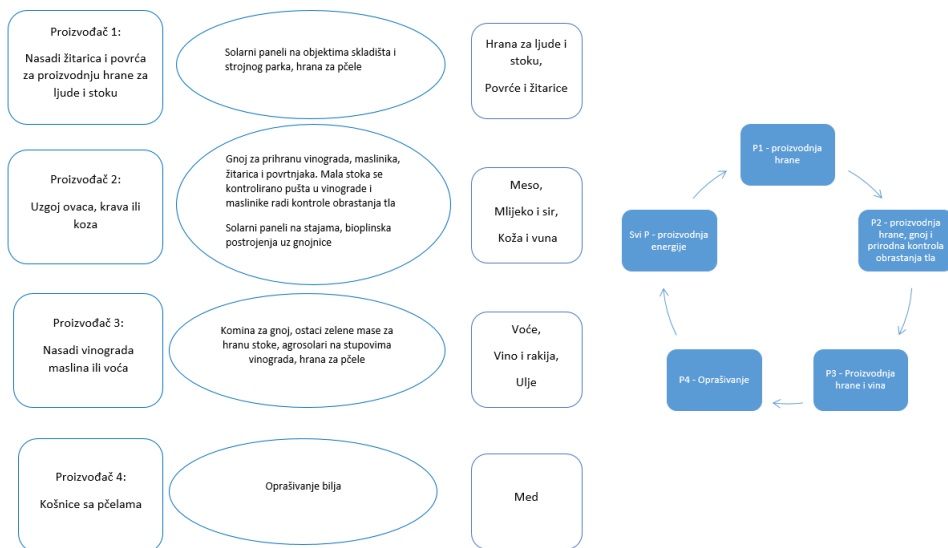 Proizvođač 1:
Nasadi žitarica i povrća
za proizvodnju hrane za
ljude i stoku
Solarni paneli na objektima skladišta i
strojnog parka, hrana za pčele
Hrana za ljude i
stoku,
Povrće i žitarice
Proizvođač 2:
Uzgoj ovaca, krava ili
koza
Gnoj za prihranu vinograda, maslinika,
žitarica i povrtnjaka. Mala stoka se
kontrolirano pušta u vinograde i
maslinike radi kontrole obrastanja tla
Solarni paneli na stajama, bioplinska
postrojenja uz gnojnice
Meso,
Mlijeko i sir,
Koža i vuna
Proizvođač 3:
Nasadi vinograda
maslina ili voća
Komina za gnoj, ostaci zelene mase za
hranu stoke, agrosolari na stupovima
vinograda, hrana za pčele
Voće,
Vino i rakija,
Ulje
Proizvođač 4:
Košnice sa pčelama
Oprašivanje bilja
Med
P1 - proizvodnja
hrane
P2 - proizvodnja
hrane, gnoj i
prirodna kontrola
obrastanja tla
P3 - Proizvodnja
hrane i vina
P4 - Oprašivanje
Svi P - proizvodnja
energije